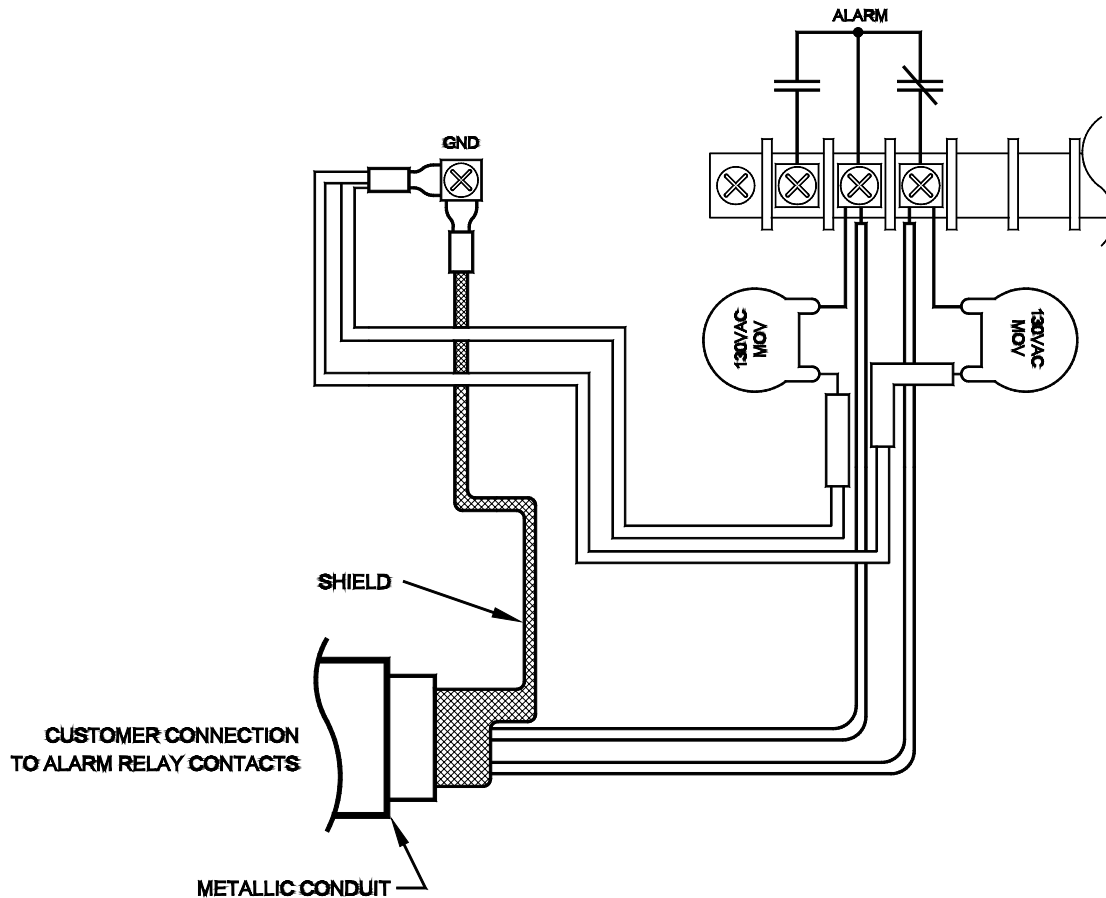 ALARM
GND
130VAC
MOV
130VAC
MOV
SHIELD
CUSTOMER CONNECTION
TO ALARM RELAY CONTACTS
METALLIC CONDUIT